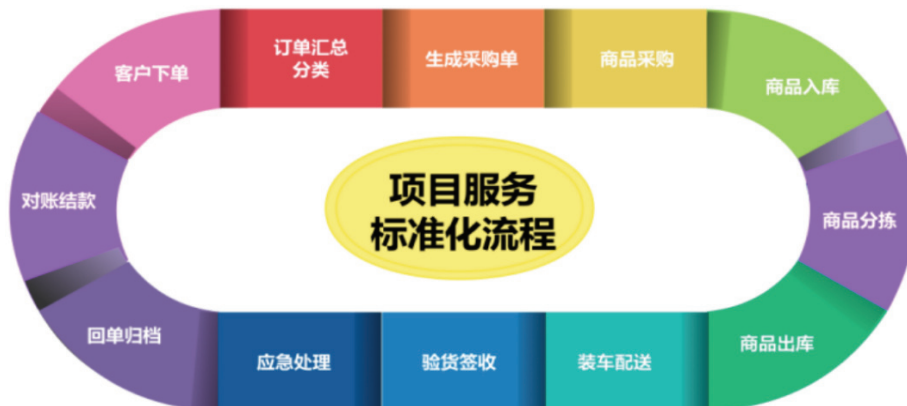 客户下单
订单汇总
分类
生成采购单
商品采购
商品入库
商品分拣
商品出库
装车配送
验货签收
应急处理
回单归档
对账结款
项目服务
标准化流程